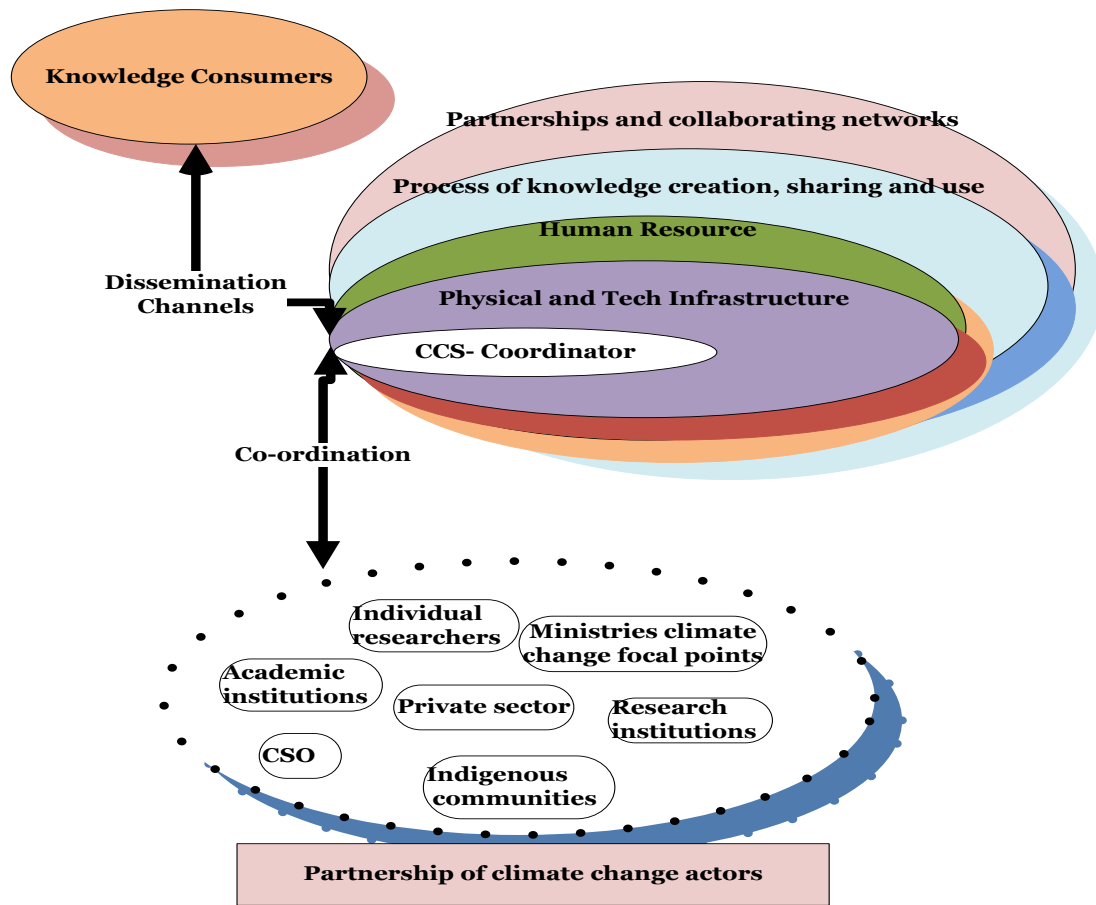 Knowledge Consumers
Partnerships and collaborating networks
Process of knowledge creation, sharing and use
Human Resource
Physical and Tech Infrastructure
CCS- Coordinator
Dissemination
Channels
Co-ordination
Individual
researchers
Ministries climate
change focal points
Academic
institutions
Private sector
Research
institutions
CSO
Indigenous
communities
Partnership of climate change actors